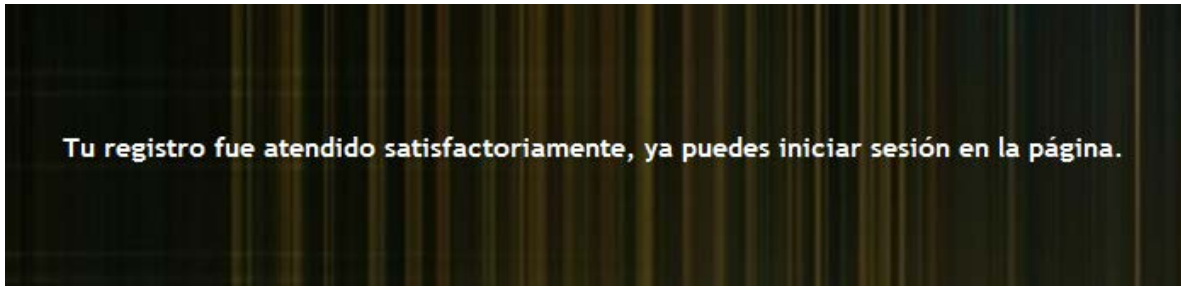 Tu registro fue atendido satisfactoriamente, ya puedes iniciar sesión en la página.